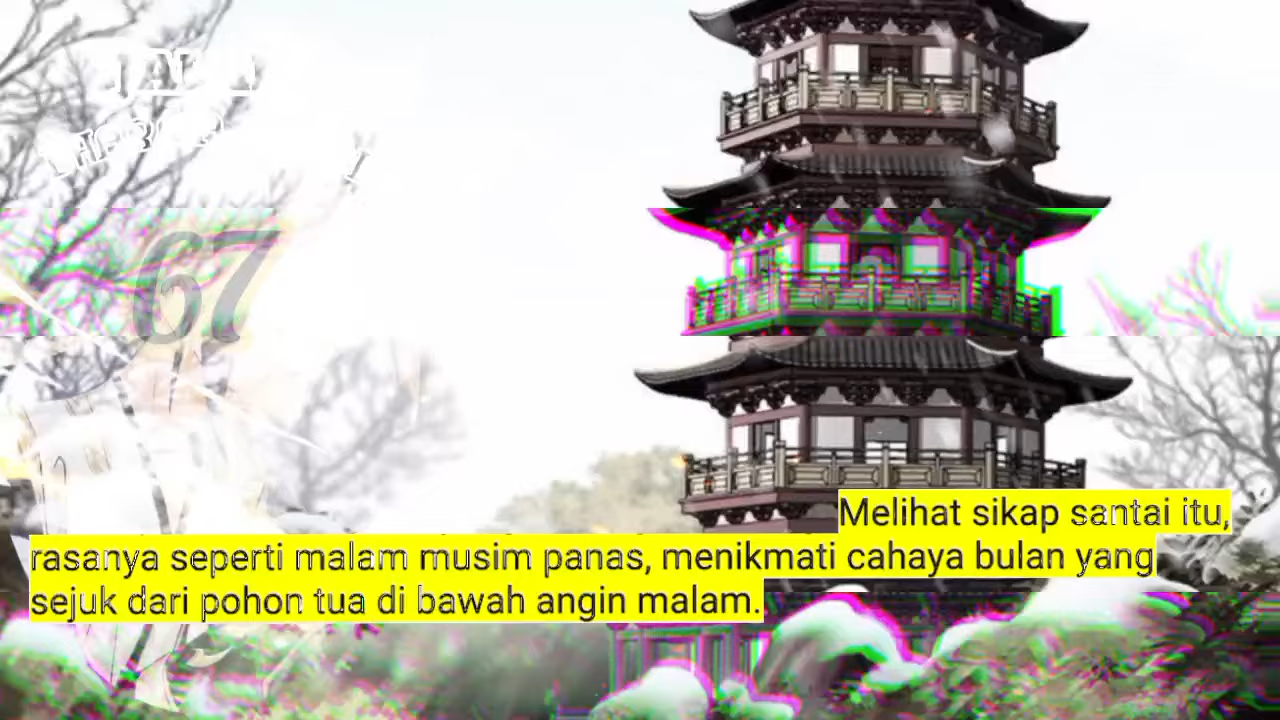 67
Melihat sikap santai itu,
rasanya seperti malam musim panas, menikmati cahaya bulan yang
sejuk dari pohon tua di bawah angin malam.